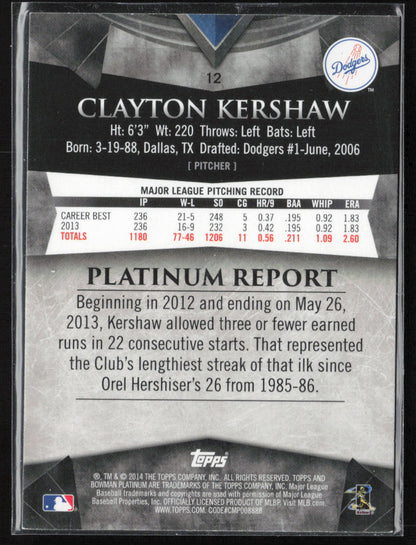 12
Dodgers
TM
CLAYTON KERSHAW
Ht: 6'3" Wt: 220 Throws: Left Bats: Left
Born: 3-19-88, Dallas, TX Drafted: Dodgers #1-June, 2006
[ PITCHER ]
MAJOR LEAGUE PITCHING RECORD
IP W-L SO CG HR/9 BAA WHIP ERA
CAREER BEST 236 21-5 248 5 0.37 .195 0.92 1.83
2013 236 16-9 232 3 0.42 .195 0.92 1.83
TOTALS 1180 77-46 1206 11 0.56 .211 1.09 2.60
PLATINUM REPORT
Beginning in 2012 and ending on May 26,
2013, Kershaw allowed three or fewer earned
runs in 22 consecutive starts. That represented
the Club's lengthiest streak of that ilk since
Orel Hershiser's 26 from 1985-86.
Topps
®, TM & © 2014 THE TOPPS COMPANY, INC. ALL RIGHTS RESERVED. TOPPS AND
BOWMAN PLATINUM ARE TRADEMARKS OF THE TOPPS COMPANY, INC. Major League
Baseball trademarks and copyrights are used with permission of Major League
Baseball Properties, Inc. OFFICIALLY LICENSED PRODUCT OF MLBP. Visit MLB.com.
WWW.TOPPS.COM. CODE#CMP008888